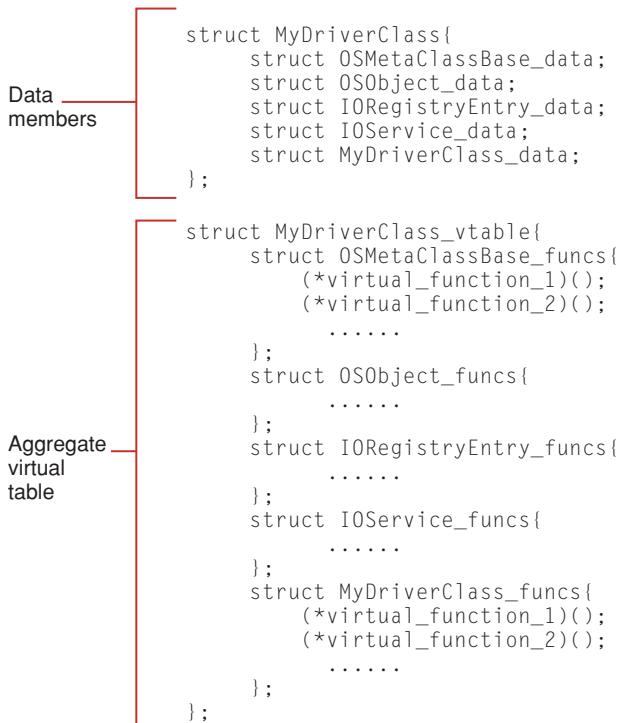 struct MyDriverClass{
struct OSMetaClassBase_data;
struct OSObject_data;
struct IORegistryEntry_data;
struct IOService_data;
struct MyDriverClass_data;
};
Data
members
struct MyDriverClass_vtable{
struct OSMetaClassBase_funcs{
(*virtual_function_1)();
(*virtual_function_2)();
......
};
struct OSObject_funcs{
......
};
struct IORegistryEntry_funcs{
......
};
struct IOService_funcs{
......
};
struct MyDriverClass_funcs{
(*virtual_function_1)();
(*virtual_function_2)();
......
};
};
Aggregate
virtual
table